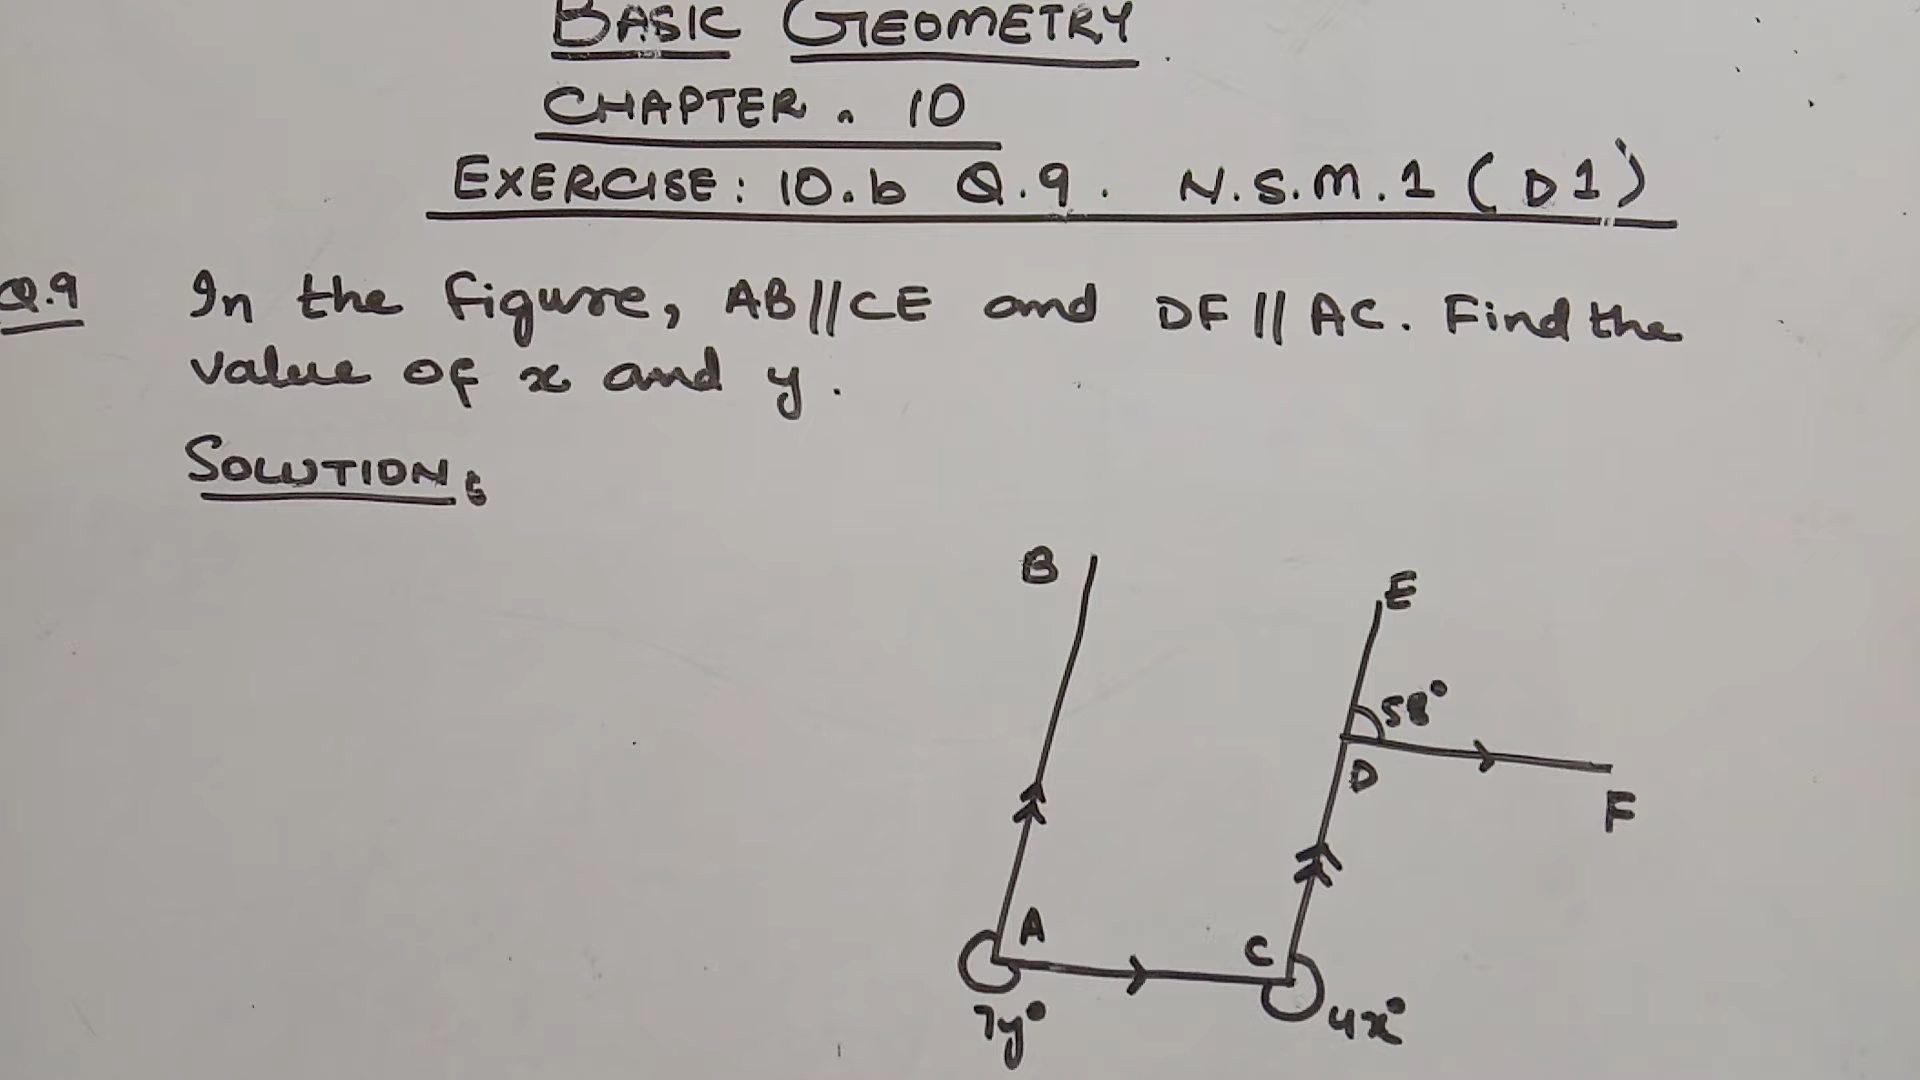 BASIC GEOMETRY
CHAPTER. 10
EXERCISE: 10.b Q.9. N.S.M.1 (D1)
Q.9 In the figure, AB//CE and DF // AC. Find the
value of x and y.
SOLUTION:
B
E
58°
D
F
A
C
7y°
4x°